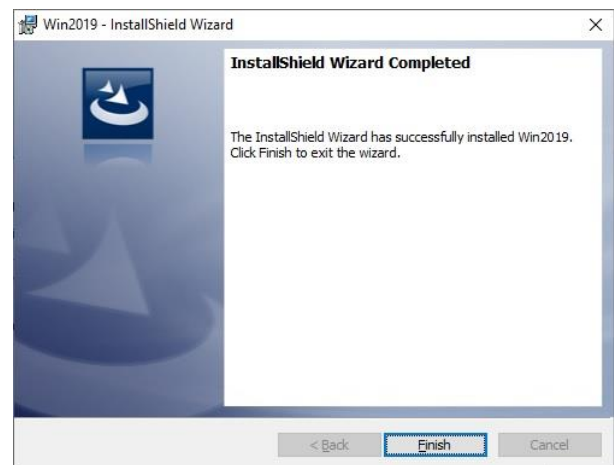 Win2019 - InstallShield Wizard
InstallShield Wizard Completed
The InstallShield Wizard has successfully installed Win2019.
Click Finish to exit the wizard.
< Back
Finish
Cancel